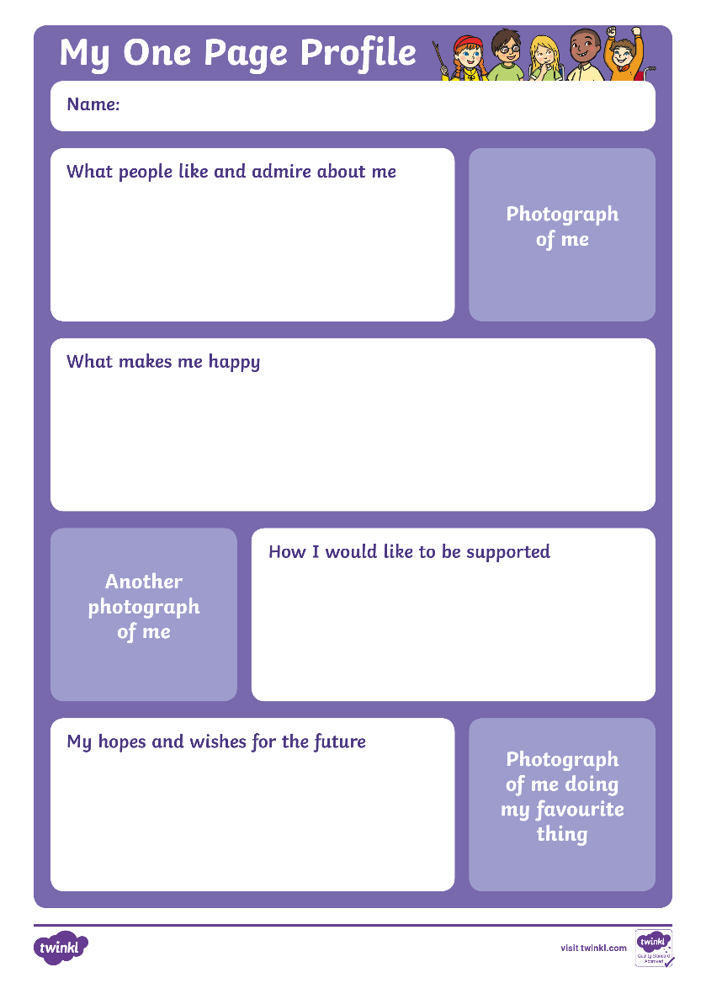 My One Page Profile
Name:
What people like and admire about me
Photograph
of me
What makes me happy
Another
photograph
of me
How I would like to be supported
My hopes and wishes for the future
Photograph
of me doing
my favourite
thing
twinkl
visit twinkl.com
twinkl
Quality Standard
Approved